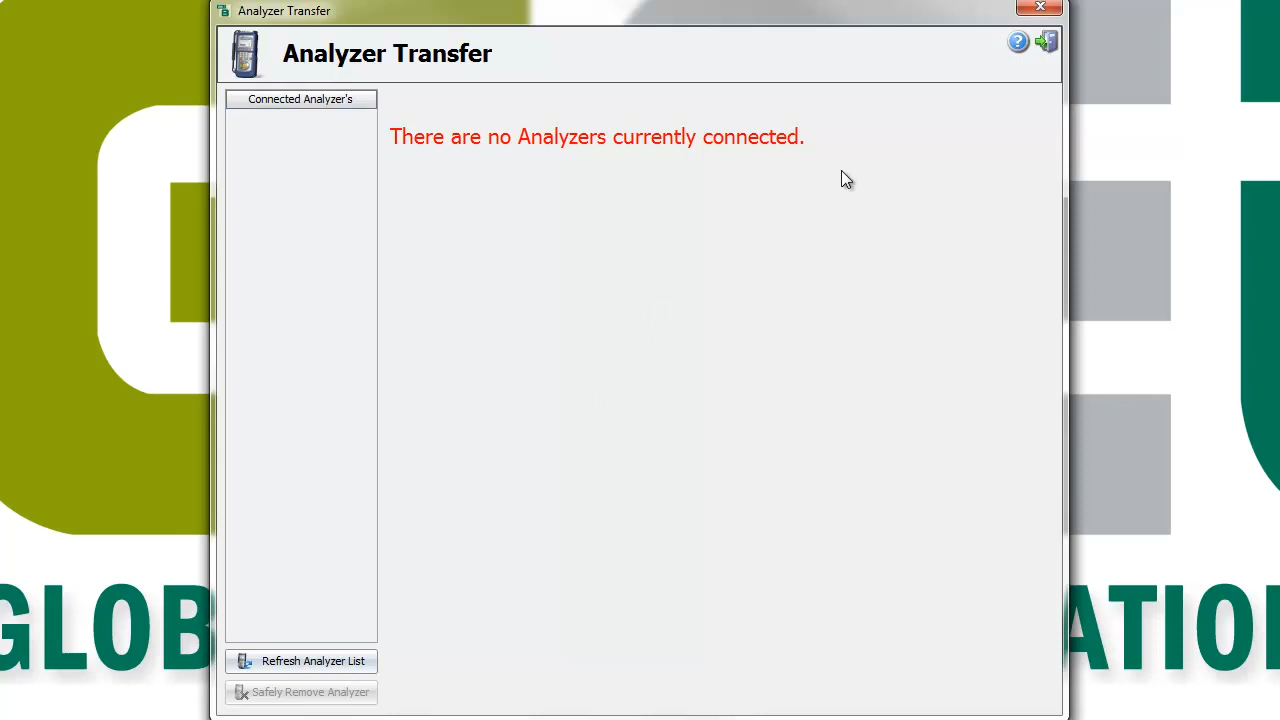 Analyzer Transfer
Analyzer Transfer
Connected Analyzer's
There are no Analyzers currently connected.
Refresh Analyzer List
Safely Remove Analyzer
GLOB
ATIO